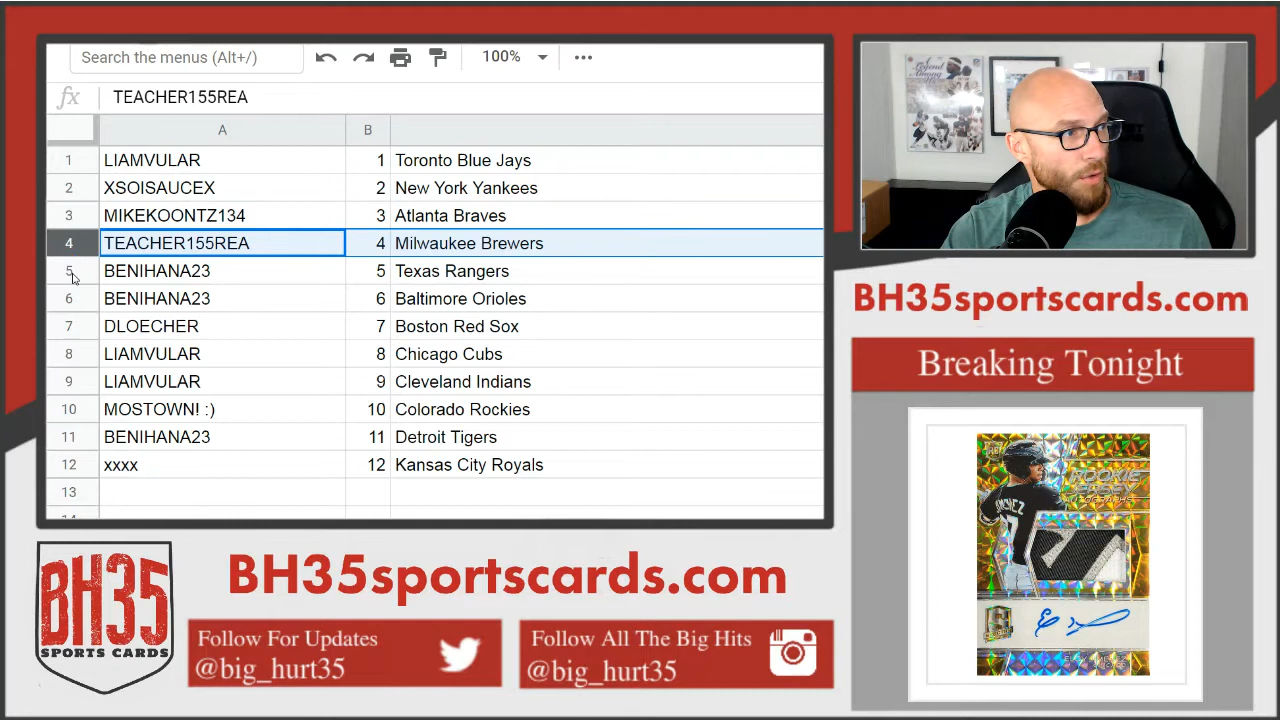 Search the menus (Alt+/)
100%
fx TEACHER155REA
A B
1 LIAMVULAR 1 Toronto Blue Jays
2 XSOISAUCEX 2 New York Yankees
3 MIKEKOONTZ134 3 Atlanta Braves
4 TEACHER155REA 4 Milwaukee Brewers
5 BENIHANA23 5 Texas Rangers
6 BENIHANA23 6 Baltimore Orioles
7 DLOECHER 7 Boston Red Sox
8 LIAMVULAR 8 Chicago Cubs
9 LIAMVULAR 9 Cleveland Indians
10 MOSTOWN! :) 10 Colorado Rockies
11 BENIHANA23 11 Detroit Tigers
12 xxxx 12 Kansas City Royals
13
BH35sportscards.com
Breaking Tonight
ROOKIE
JERSEY
AUTOGRAPHS
BH35
SPORTS CARDS
BH35sportscards.com
Follow For Updates
@big_hurt35
Follow All The Big Hits
@big_hurt35